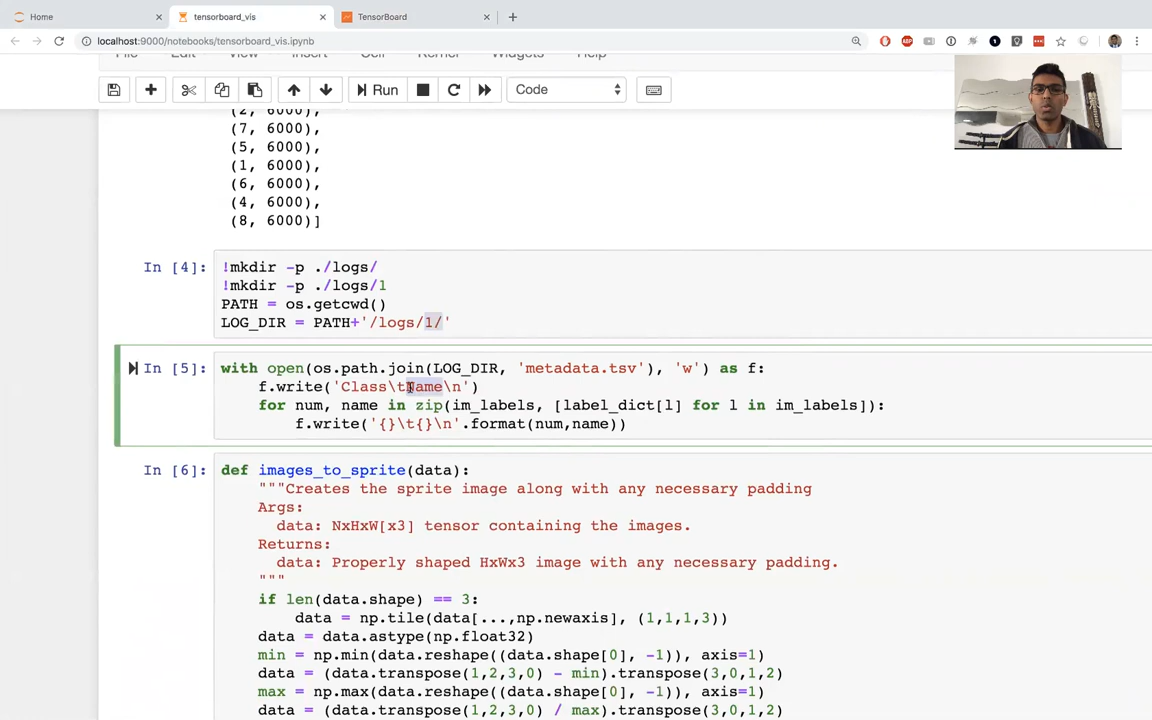 Home
tensorboard_vis
TensorBoard
localhost:9000/notebooks/tensorboard_vis.ipynb
File Edit View Insert Cell Kernel Widgets Help
Run
Code
(2, 6000),
(7, 6000),
(5, 6000),
(1, 6000),
(6, 6000),
(4, 6000),
(8, 6000)]
In [4]:
!mkdir -p ./logs/
!mkdir -p ./logs/1
PATH = os.getcwd()
LOG_DIR = PATH+'/logs/1/'
In [5]:
with open(os.path.join(LOG_DIR, 'metadata.tsv'), 'w') as f:
f.write('Class\tName\n')
for num, name in zip(im_labels, [label_dict[l] for l in im_labels]):
f.write('{}\t{}\n'.format(num,name))
In [6]:
def images_to_sprite(data):
"""Creates the sprite image along with any necessary padding
Args:
data: NxHxW[x3] tensor containing the images.
Returns:
data: Properly shaped HxWx3 image with any necessary padding.
"""
if len(data.shape) == 3:
data = np.tile(data[...,np.newaxis], (1,1,1,3))
data = data.astype(np.float32)
min = np.min(data.reshape((data.shape[0], -1)), axis=1)
data = (data.transpose(1,2,3,0) - min).transpose(3,0,1,2)
max = np.max(data.reshape((data.shape[0], -1)), axis=1)
data = (data.transpose(1,2,3,0) / max).transpose(3,0,1,2)